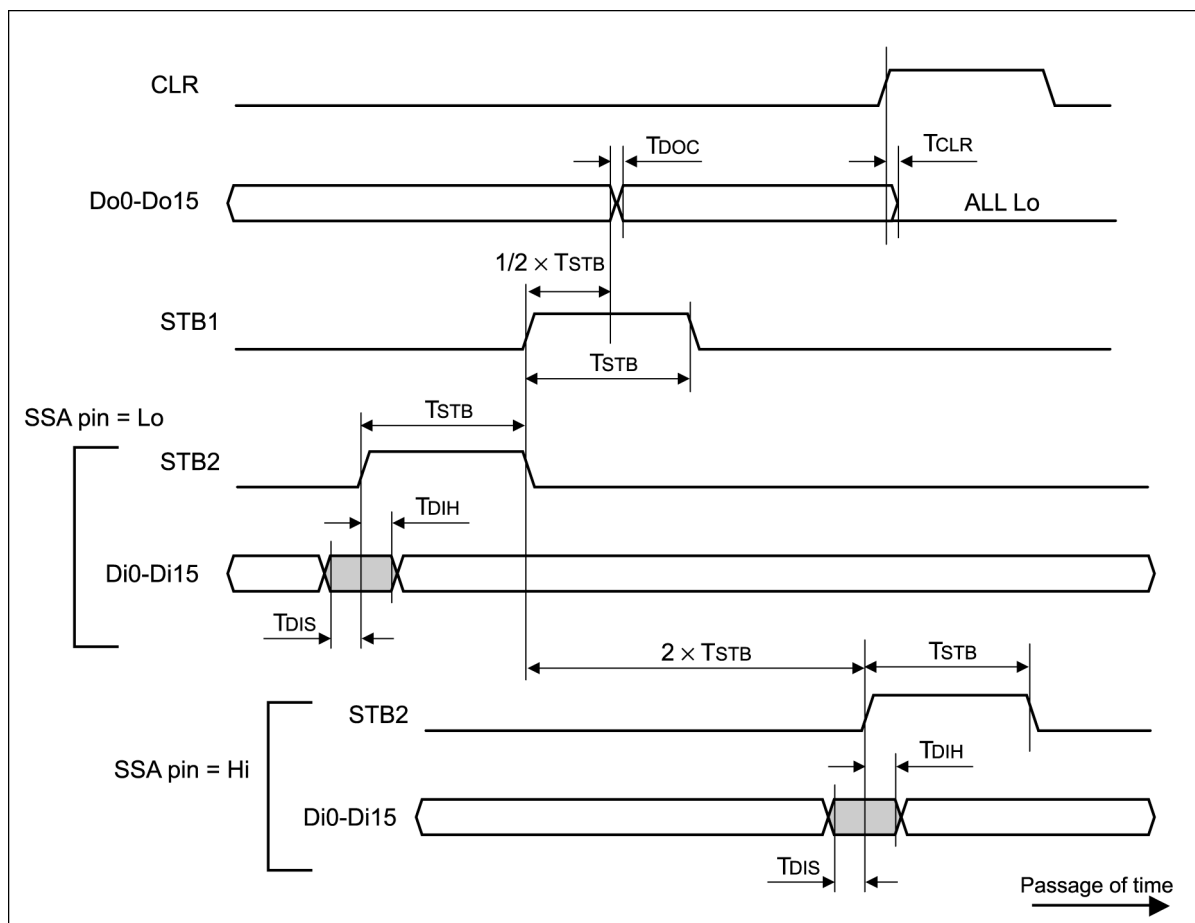 CLR
TDOC
TCLR
Do0-Do15
ALL Lo
1/2 × TSTB
STB1
TSTB
SSA pin = Lo
TSTB
STB2
TDIH
Di0-Di15
TDIS
2 × TSTB
TSTB
STB2
SSA pin = Hi
TDIH
Di0-Di15
TDIS
Passage of time